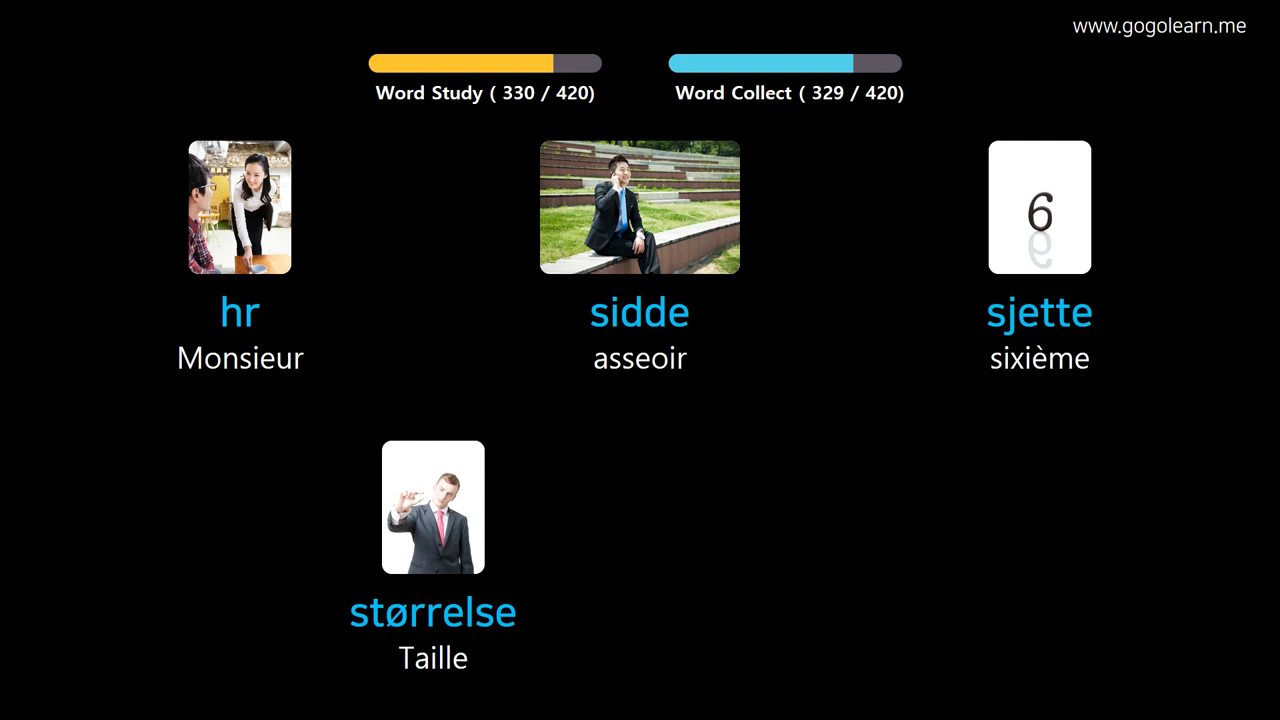 www.gogolearn.me
Word Study ( 330 / 420)
Word Collect ( 329 / 420)
6
hr
Monsieur
sidde
asseoir
sjette
sixième
størrelse
Taille